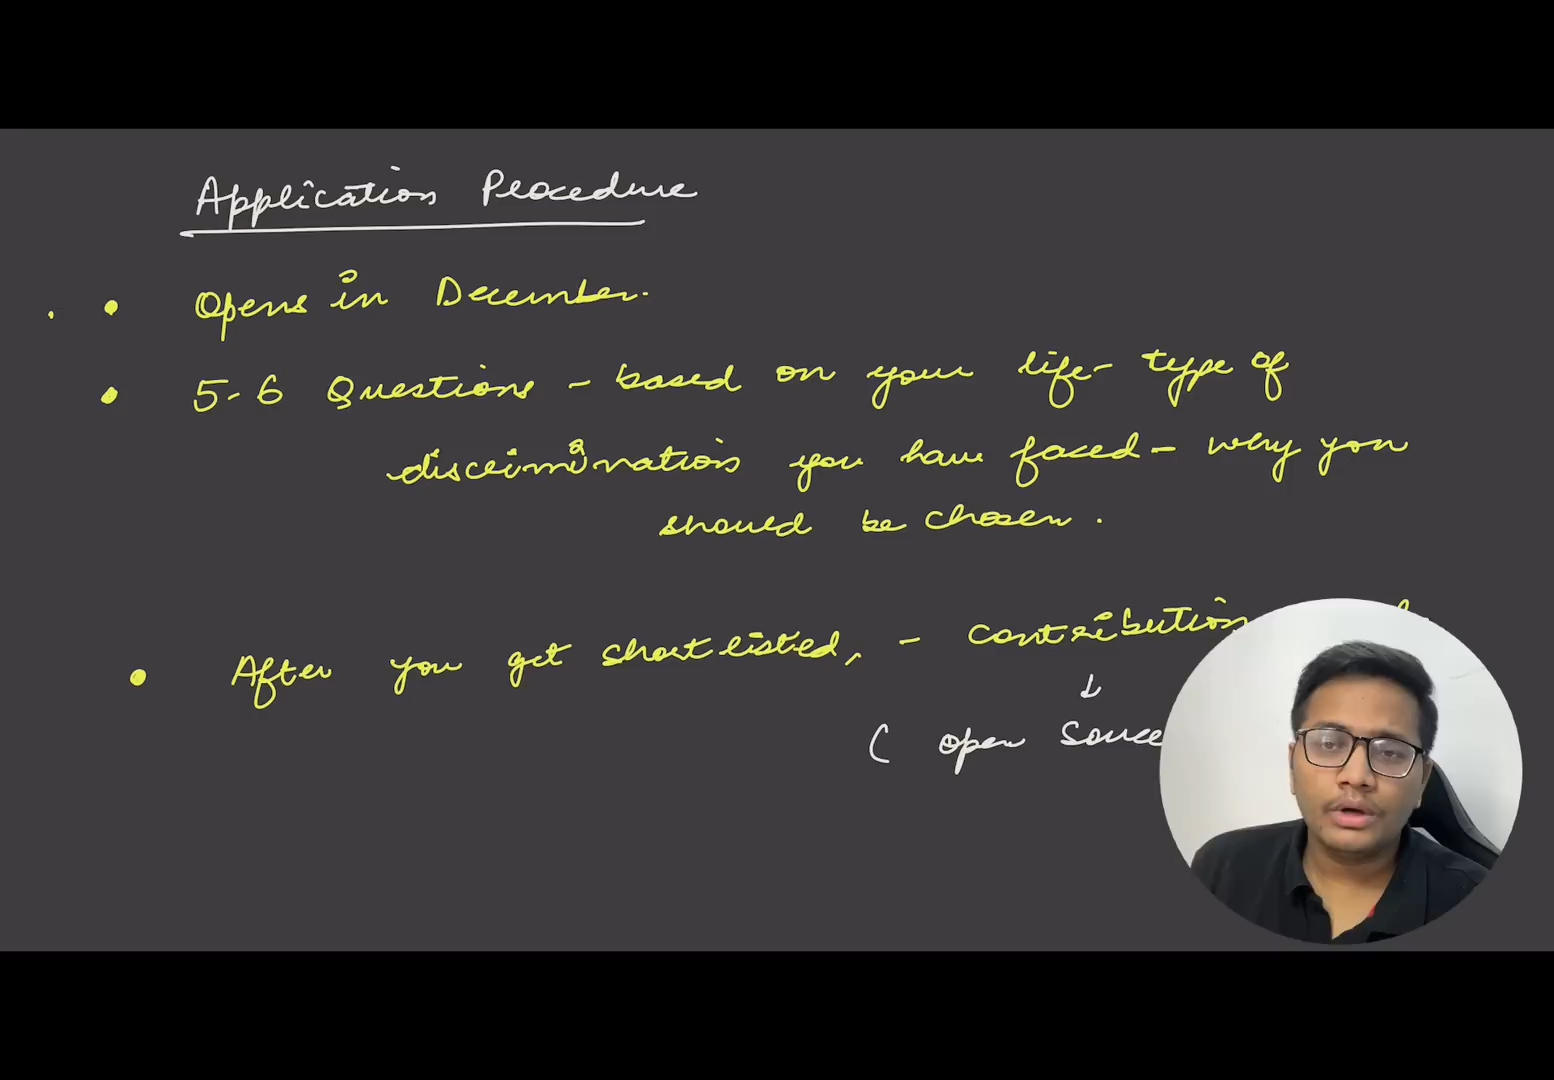 Application Procedure
• Opens in December.
• 5-6 Questions - based on your life - type of
discrimination you have faced - why you
should be chosen.
• After you get shortlisted, - contribution
( open source